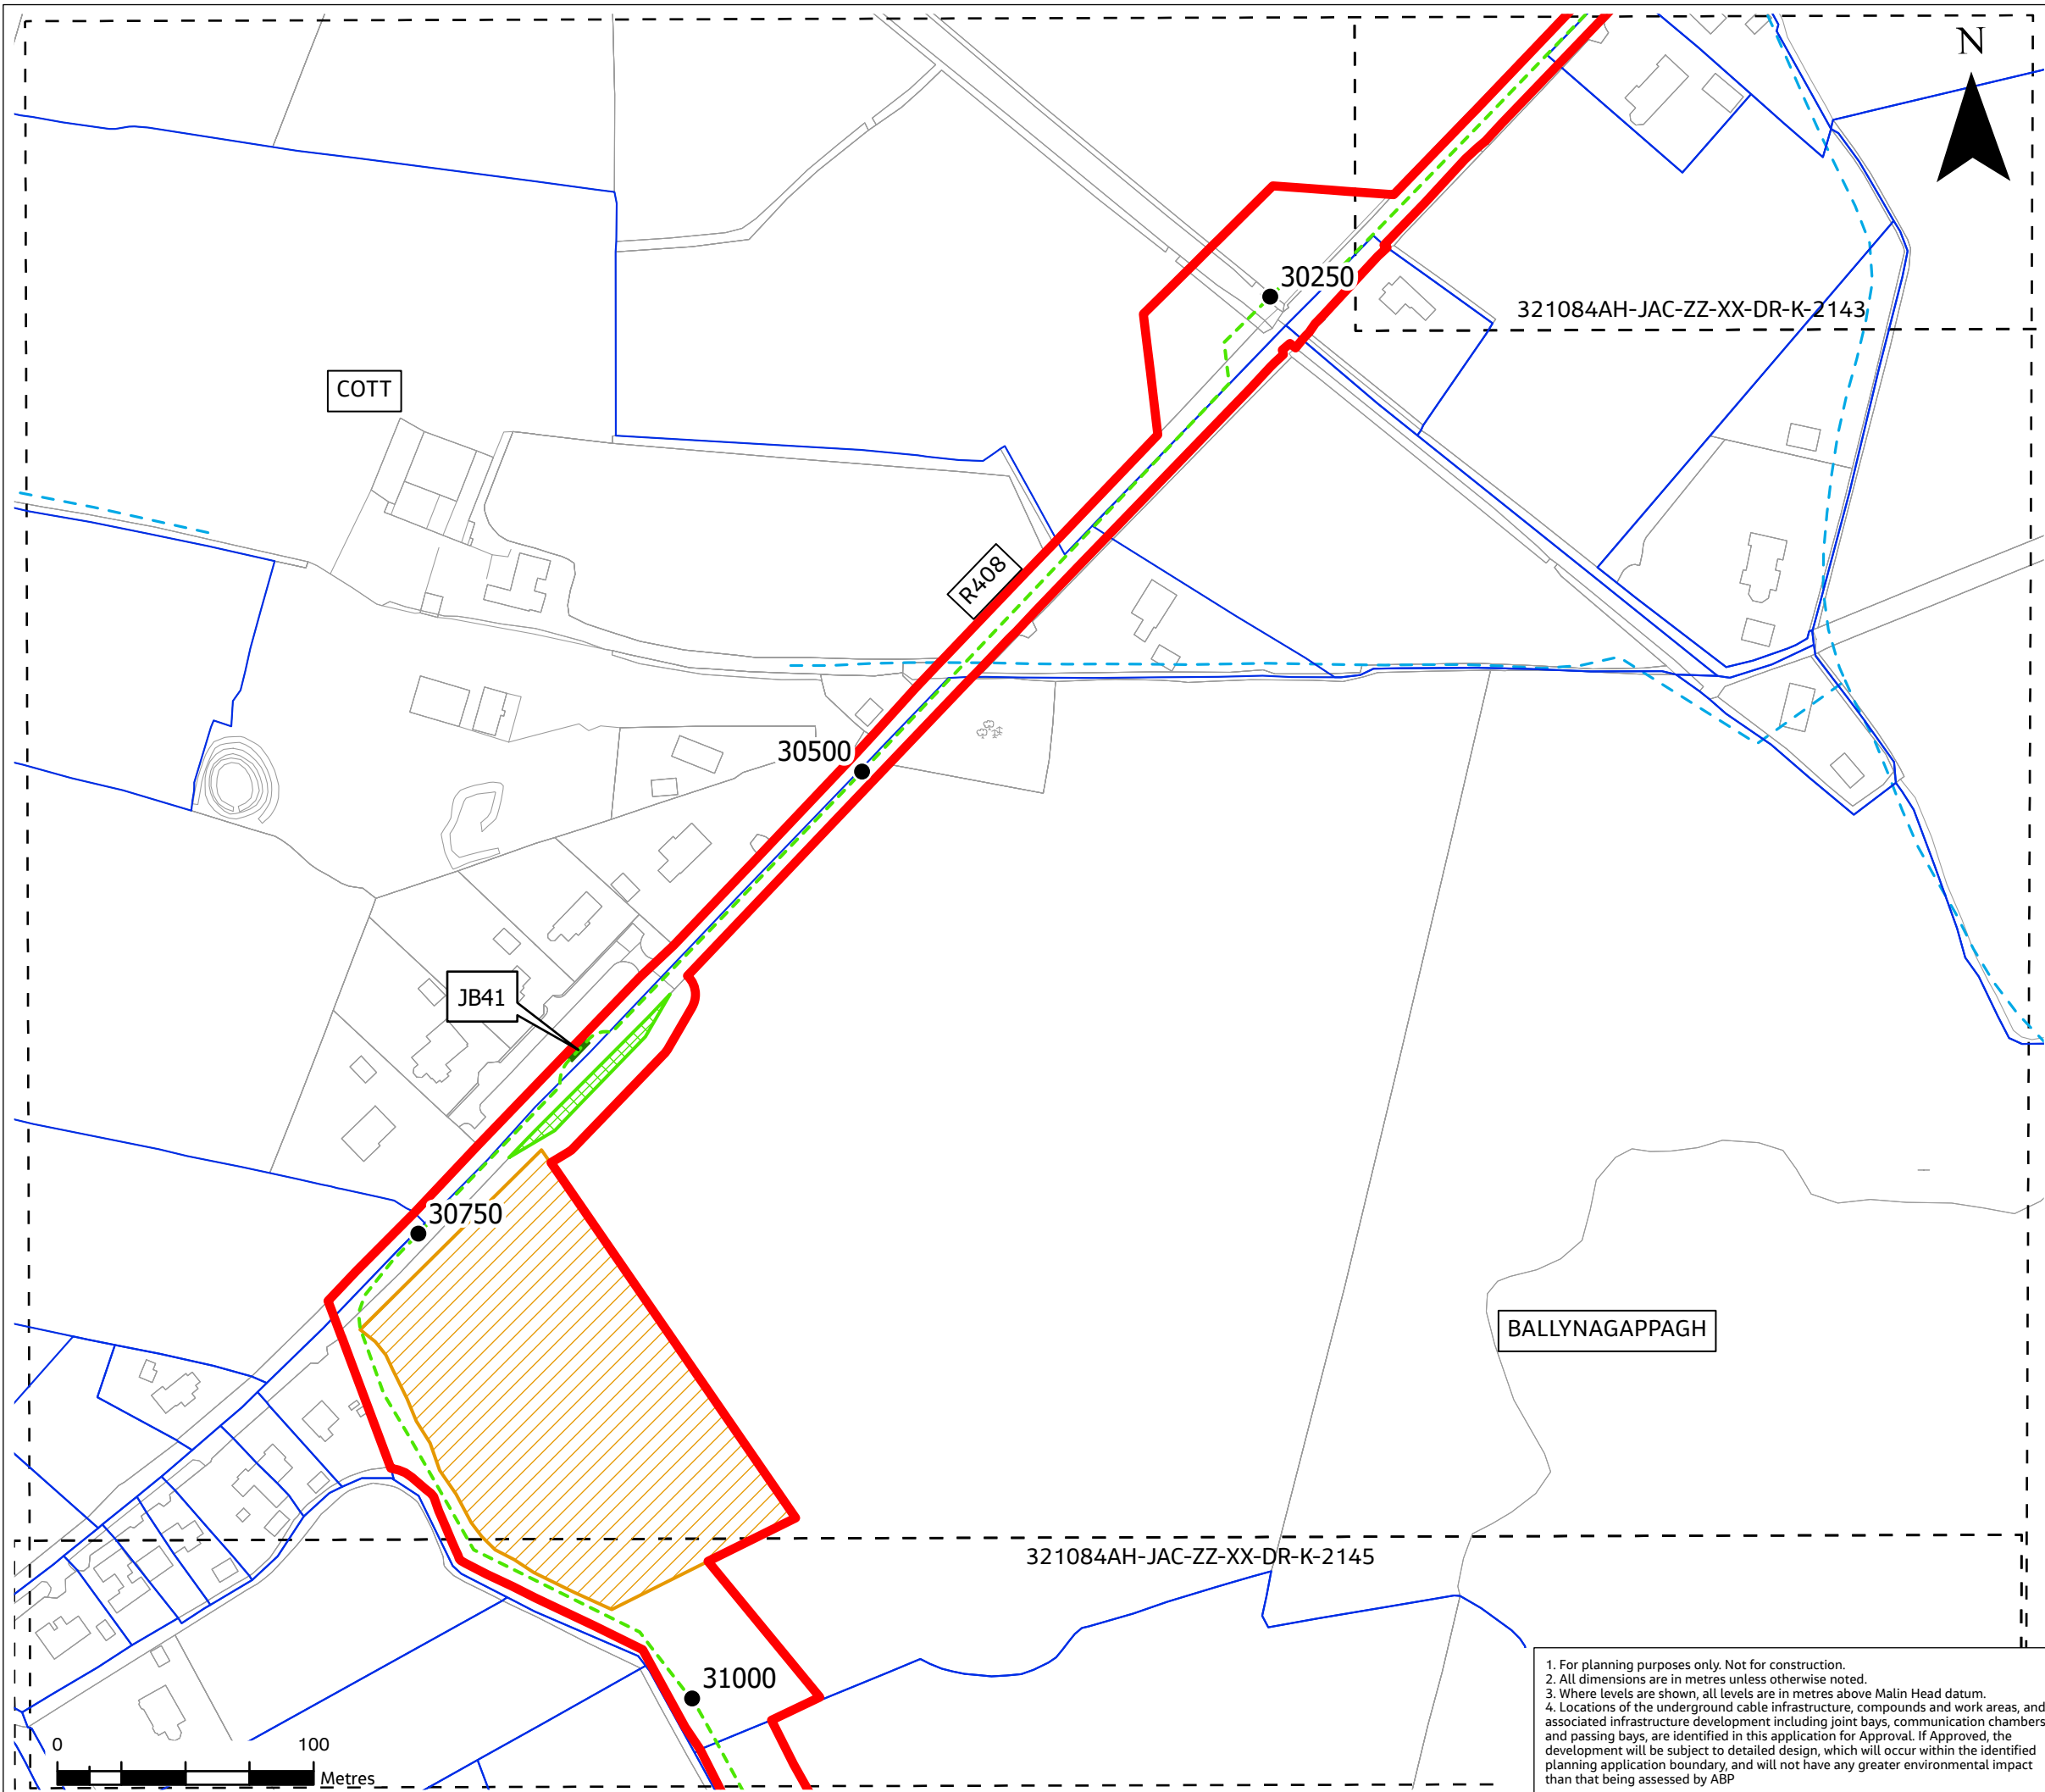 N
30250
321084AH-JAC-ZZ-XX-DR-K-2143
COTT
R408
30500
JB41
30750
BALLYNAGAPPAGH
321084AH-JAC-ZZ-XX-DR-K-2145
31000
0 100
Metres
1. For planning purposes only. Not for construction.
2. All dimensions are in metres unless otherwise noted.
3. Where levels are shown, all levels are in metres above Malin Head datum.
4. Locations of the underground cable infrastructure, compounds and work areas, and
associated infrastructure development including joint bays, communication chambers
and passing bays, are identified in this application for Approval. If Approved, the
development will be subject to detailed design, which will occur within the identified
planning application boundary, and will not have any greater environmental impact
than that being assessed by ABP